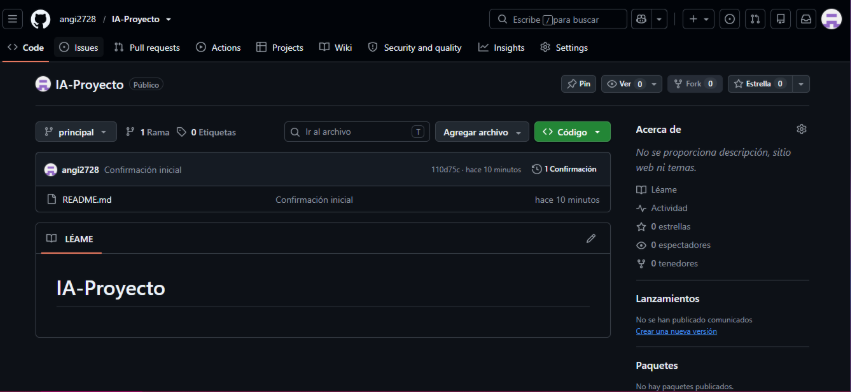 angi2728 / IA-Proyecto
Escribe / para buscar
Code Issues Pull requests Actions Projects Wiki Security and quality Insights Settings
IA-Proyecto Público
Pin Ver 0 Fork 0 Estrella 0
principal 1 Rama 0 Etiquetas Ir al archivo T Agregar archivo Código
angi2728 Confirmación inicial 110d75c · hace 10 minutos 1 Confirmación
README.md Confirmación inicial hace 10 minutos
LÉAME
IA-Proyecto
Acerca de
No se proporciona descripción, sitio
web ni temas.
Léame
Actividad
0 estrellas
0 espectadores
0 tenedores
Lanzamientos
No se han publicado comunicados
Crear una nueva versión
Paquetes
No hay paquetes publicados.